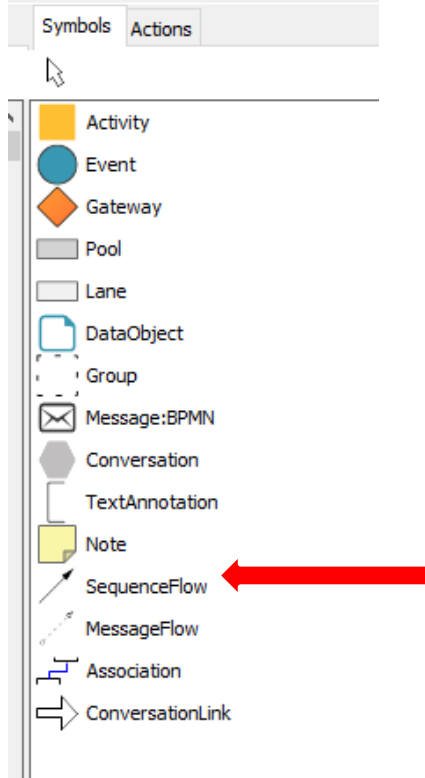 Symbols Actions
Activity
Event
Gateway
Pool
Lane
DataObject
Group
Message:BPMN
Conversation
TextAnnotation
Note
SequenceFlow
MessageFlow
Association
ConversationLink